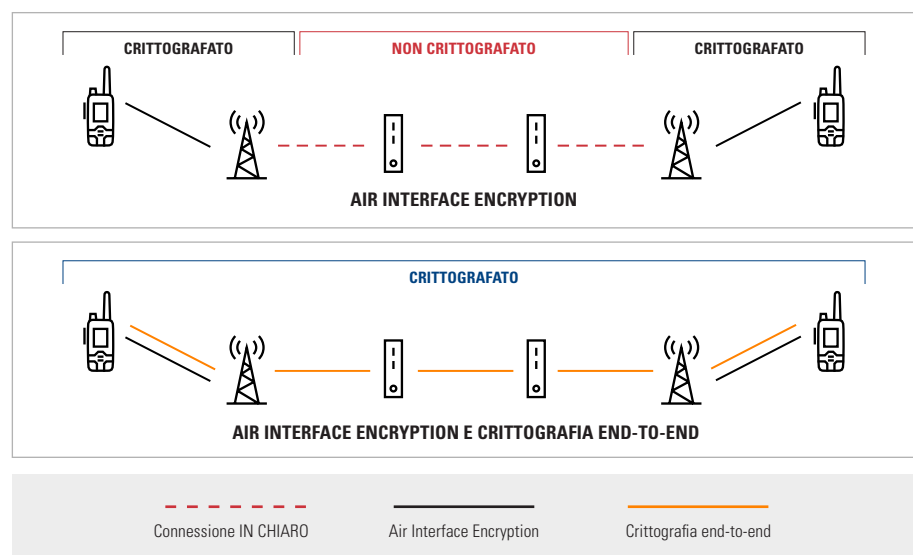 CRITTOGRAFATO
NON CRITTOGRAFATO
CRITTOGRAFATO
AIR INTERFACE ENCRYPTION
CRITTOGRAFATO
AIR INTERFACE ENCRYPTION E CRITTOGRAFIA END-TO-END
Connessione IN CHIARO
Air Interface Encryption
Crittografia end-to-end